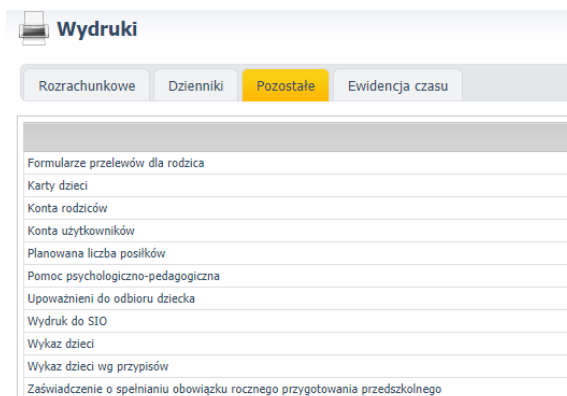 Wydruki
Rozrachunkowe Dzienniki Pozostałe Ewidencja czasu
Formularze przelewów dla rodzica
Karty dzieci
Konta rodziców
Konta użytkowników
Planowana liczba posiłków
Pomoc psychologiczno-pedagogiczna
Upoważnieni do odbioru dziecka
Wydruk do SIO
Wykaz dzieci
Wykaz dzieci wg przypisów
Zaświadczenie o spełnianiu obowiązku rocznego przygotowania przedszkolnego